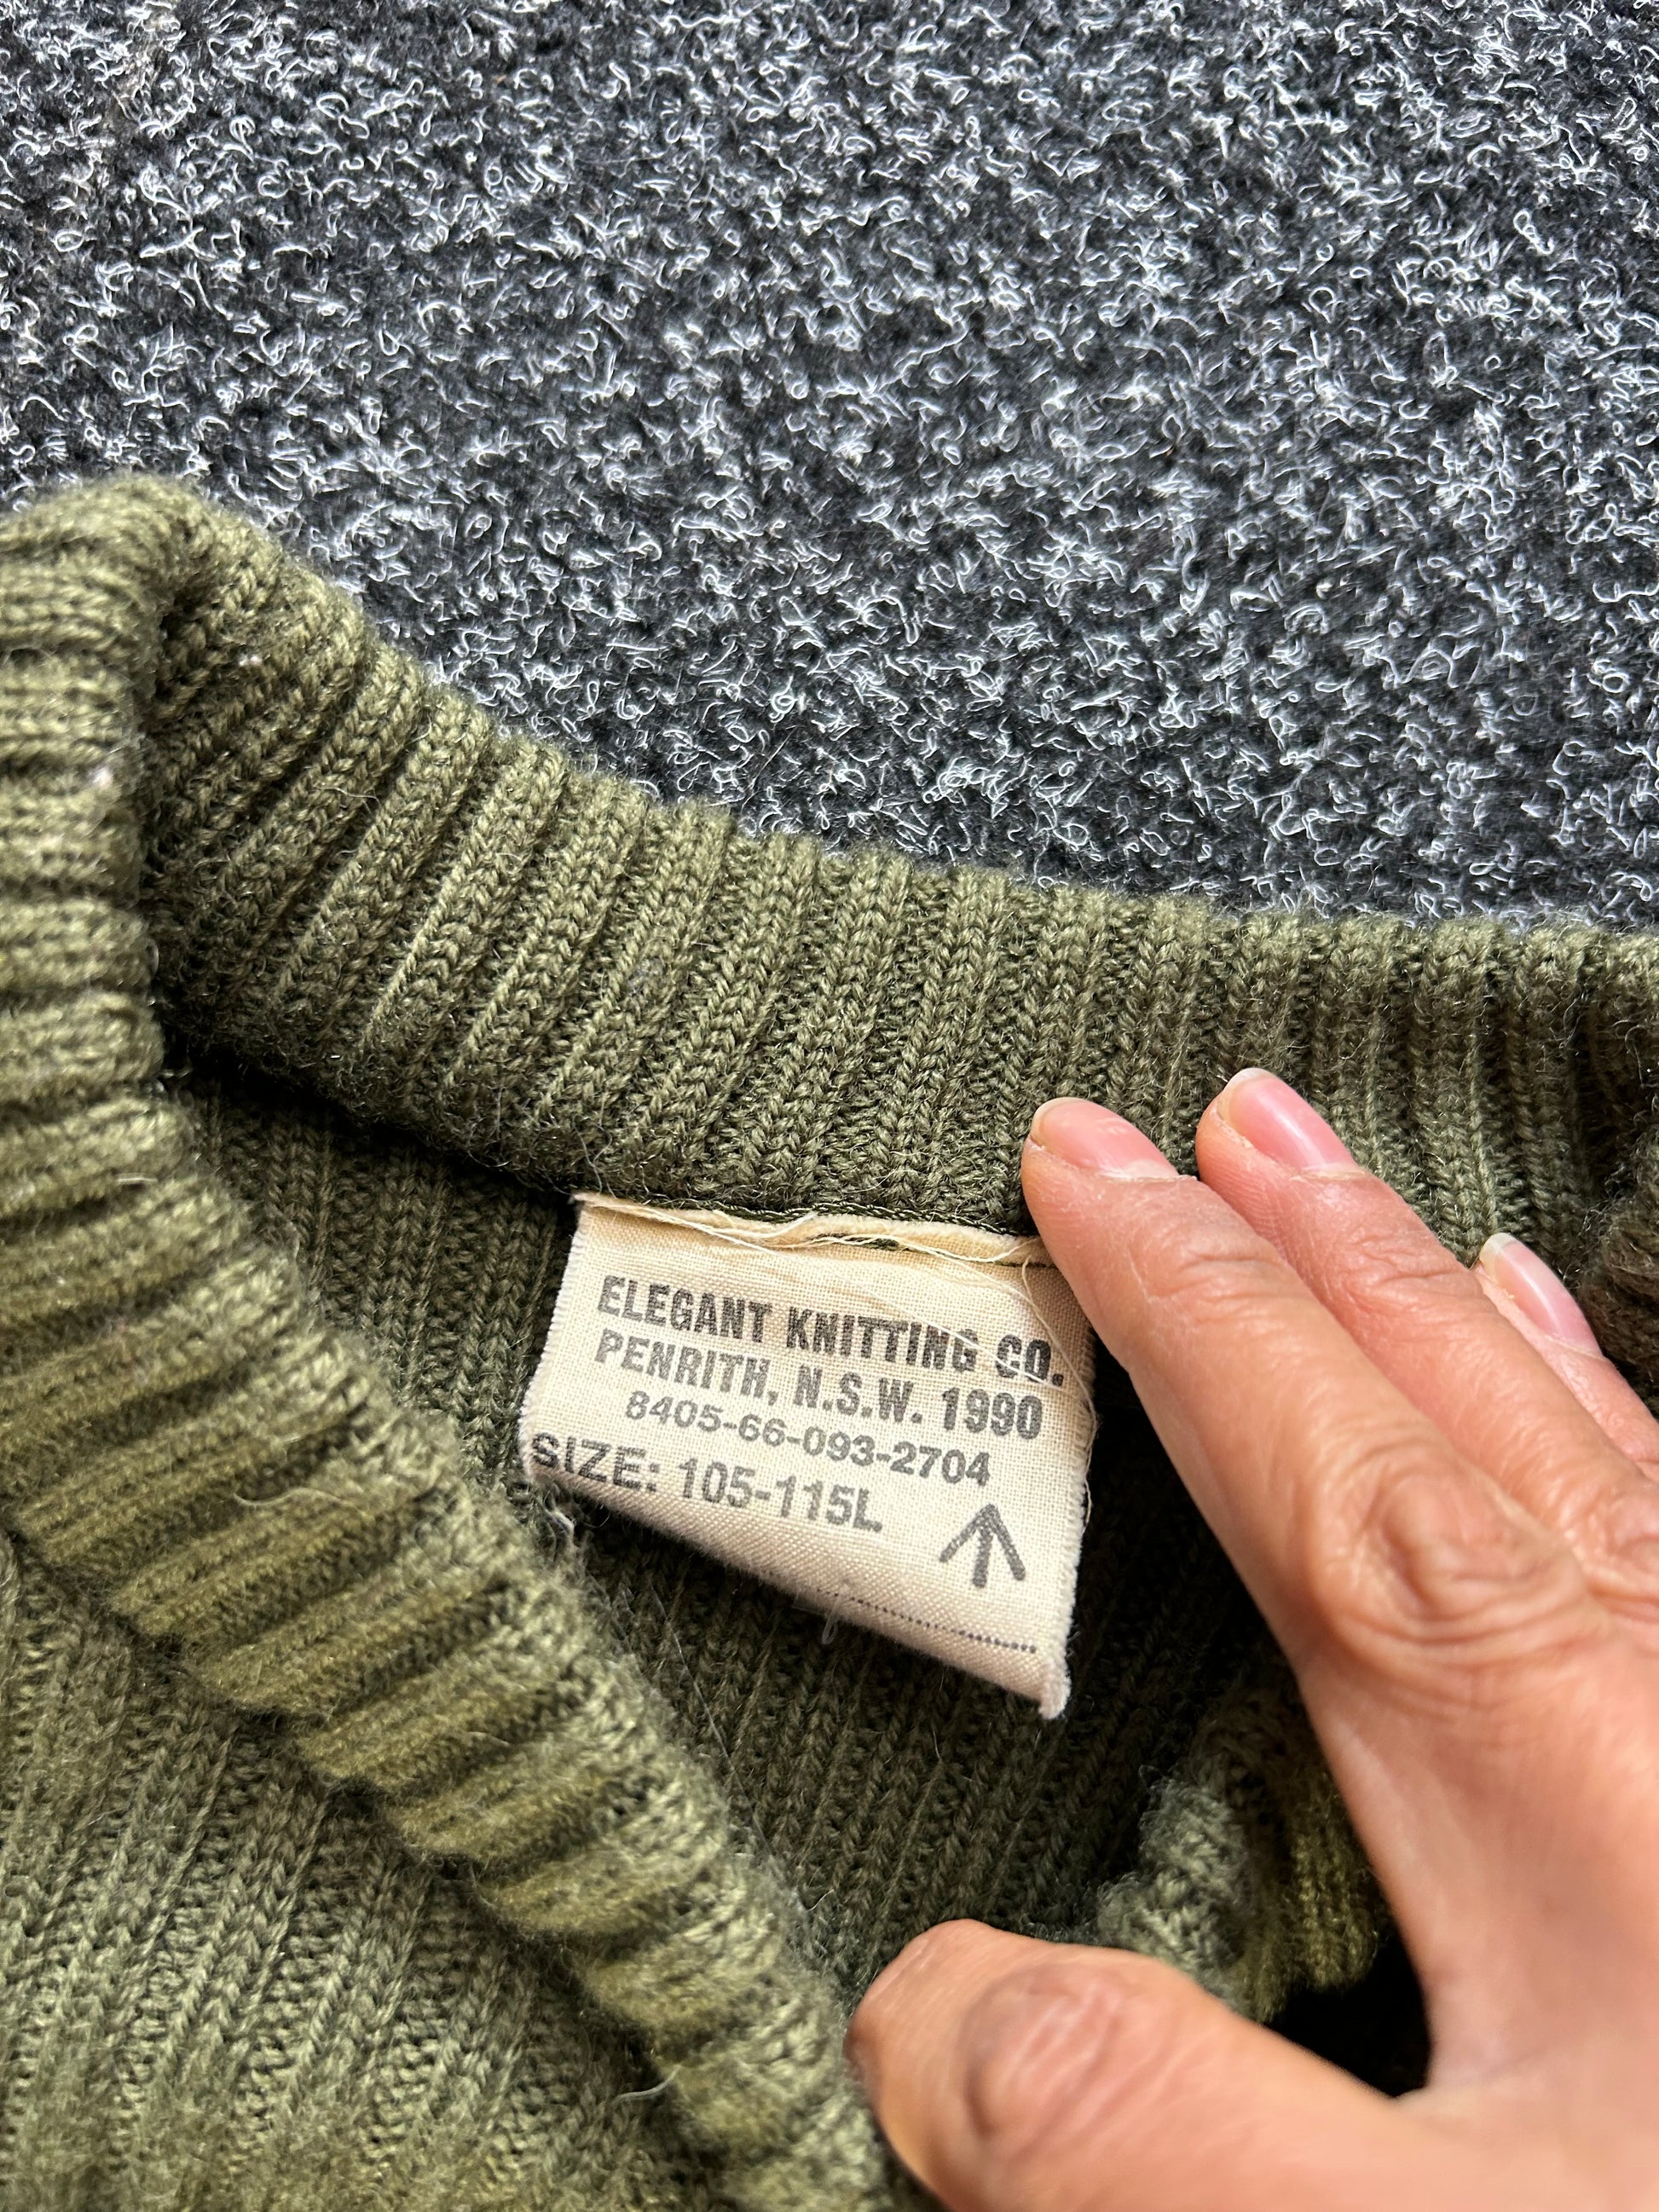 ELEGANT KNITTING CO.
PENRITH, N.S.W. 1990
8405-66-093-2704
SIZE: 105-115L